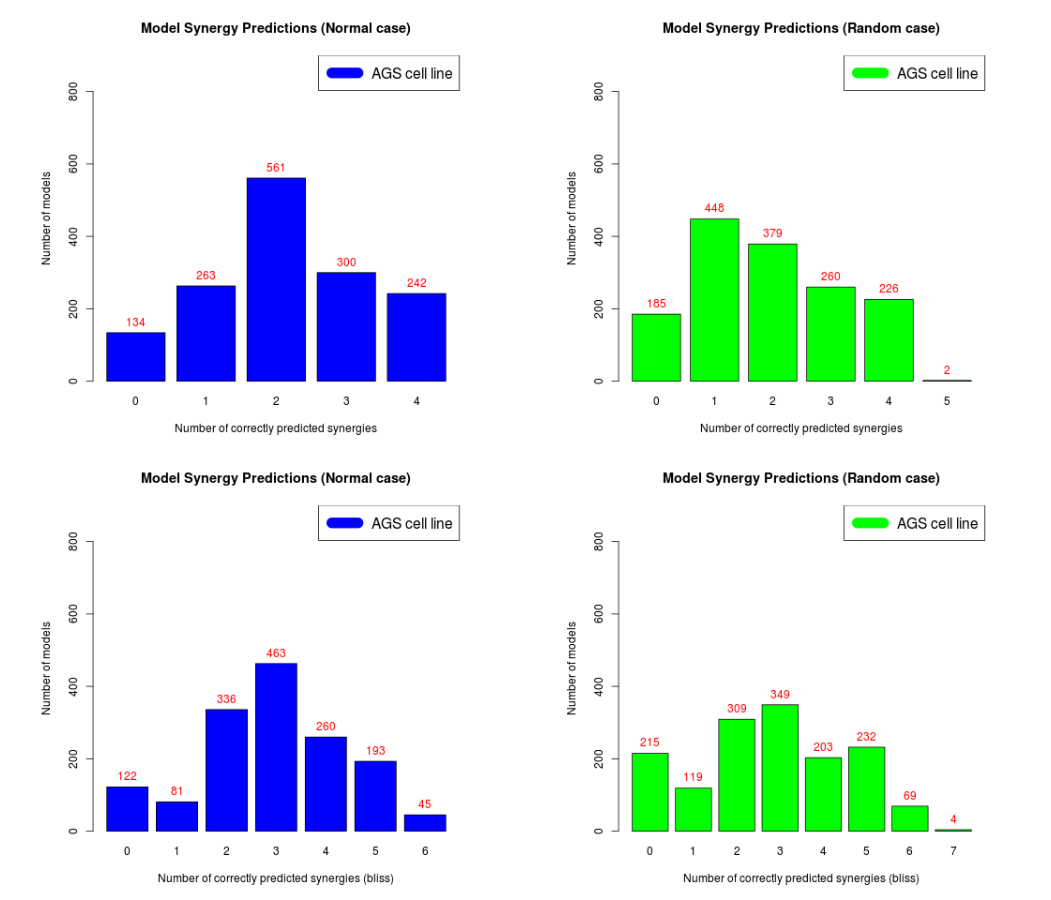 Model Synergy Predictions (Normal case)
AGS cell line
Number of models
0
200
400
600
800
134
263
561
300
242
0 1 2 3 4
Number of correctly predicted synergies
Model Synergy Predictions (Random case)
AGS cell line
Number of models
0
200
400
600
800
185
448
379
260
226
2
0 1 2 3 4 5
Number of correctly predicted synergies
Model Synergy Predictions (Normal case)
AGS cell line
Number of models
0
200
400
600
800
122
81
336
463
260
193
45
0 1 2 3 4 5 6
Number of correctly predicted synergies (bliss)
Model Synergy Predictions (Random case)
AGS cell line
Number of models
0
200
400
600
800
215
119
309
349
203
232
69
4
0 1 2 3 4 5 6 7
Number of correctly predicted synergies (bliss)